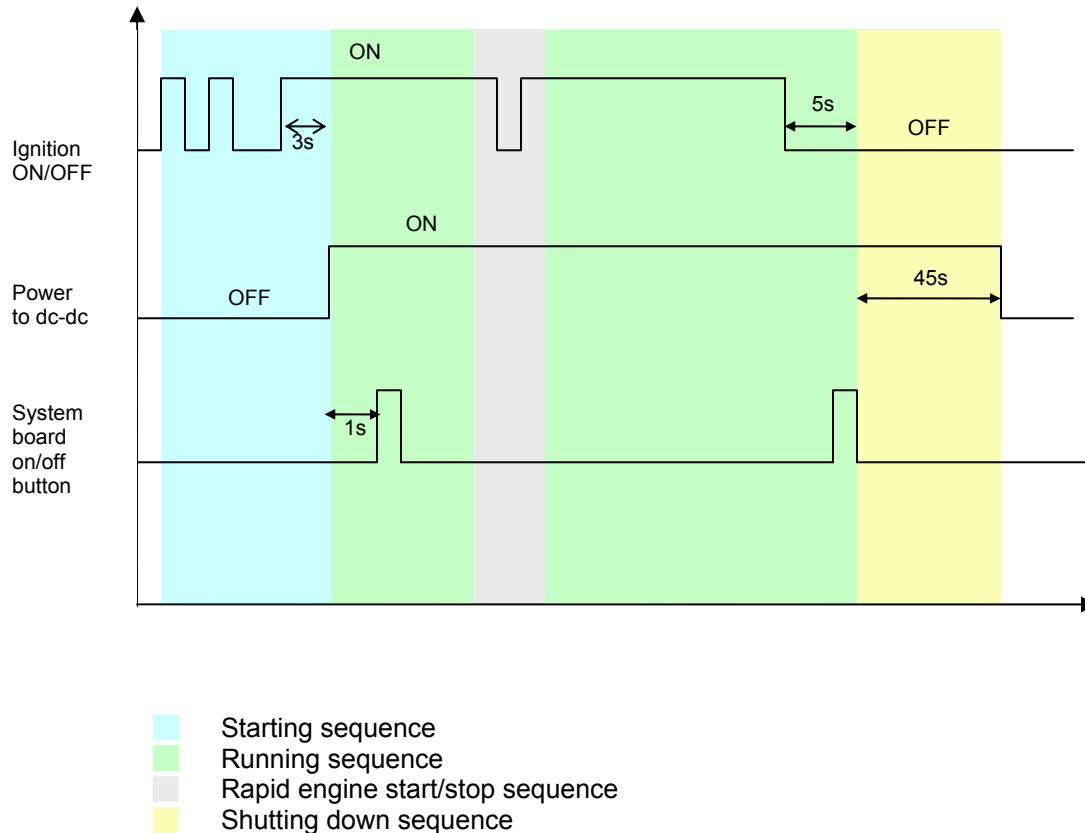 ON
5s
3s
OFF
Ignition
ON/OFF
ON
45s
OFF
Power
to dc-dc
System
board
on/off
button
1s
Starting sequence
Running sequence
Rapid engine start/stop sequence
Shutting down sequence